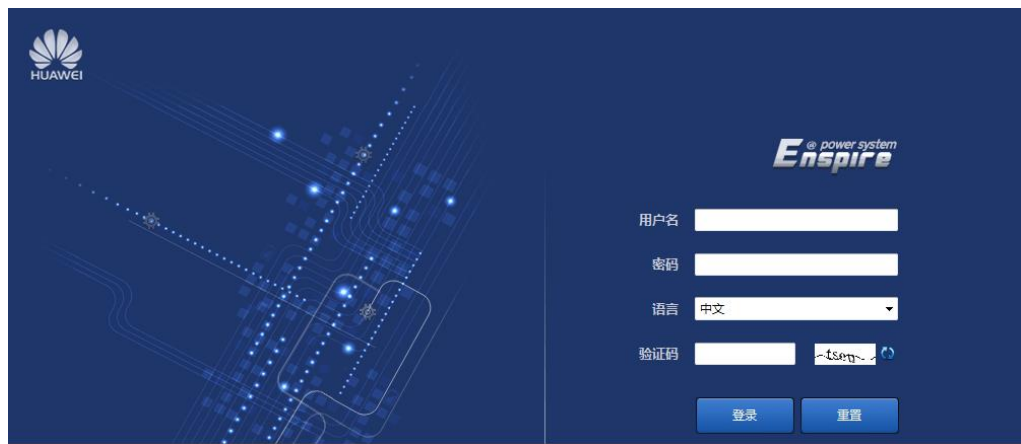 HUAWEI
Enspire @ power system
用户名
密码
语言 中文
验证码
登录 重置